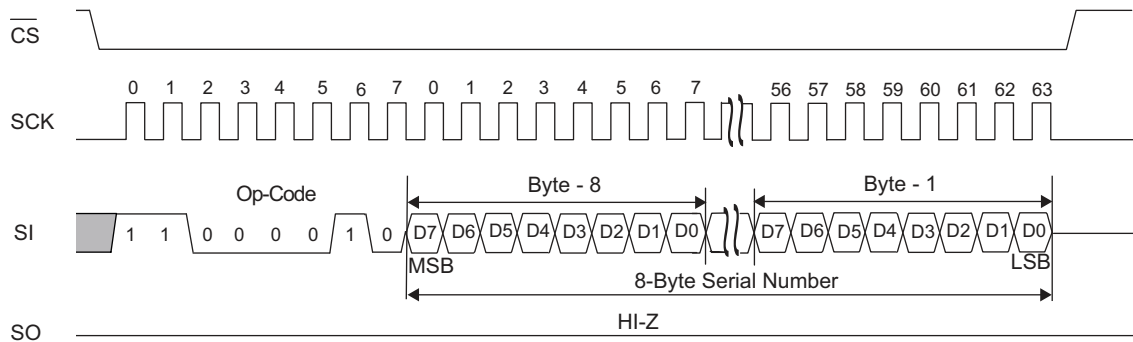 CS
0 1 2 3 4 5 6 7 0 1 2 3 4 5 6 7 56 57 58 59 60 61 62 63
SCK
Op-Code Byte - 8 Byte - 1
SI 1 1 0 0 0 0 1 0 D7 D6 D5 D4 D3 D2 D1 D0 D7 D6 D5 D4 D3 D2 D1 D0
MSB LSB
8-Byte Serial Number
HI-Z
SO